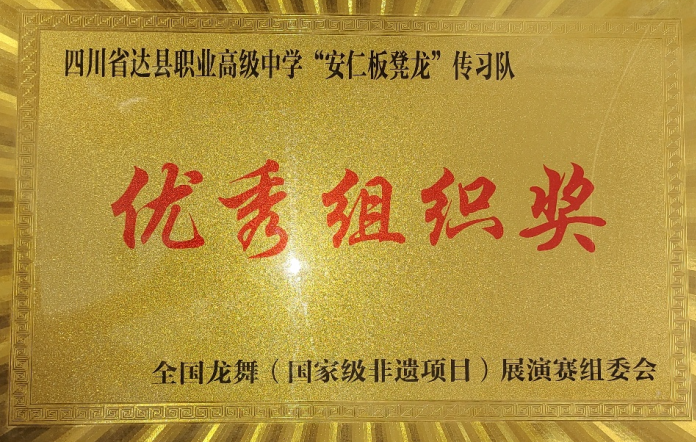 四川省达县职业高级中学“安仁板凳龙”传习队
优秀组织奖
全国龙舞（国家级非遗项目）展演赛组委会